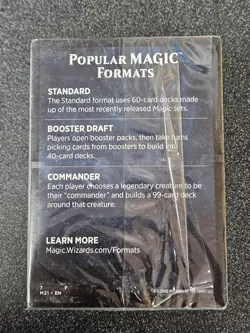 POPULAR MAGIC™
FORMATS
STANDARD
The Standard format uses 60-card decks made
up of the most recently released Magic sets.
BOOSTER DRAFT
Players open booster packs, then take turns
picking cards from boosters to build into
40-card decks.
COMMANDER
Each player chooses a legendary creature to be
their "commander" and builds a 99-card deck
around that creature.
LEARN MORE
Magic.Wizards.com/Formats
7 P
M21 • EN